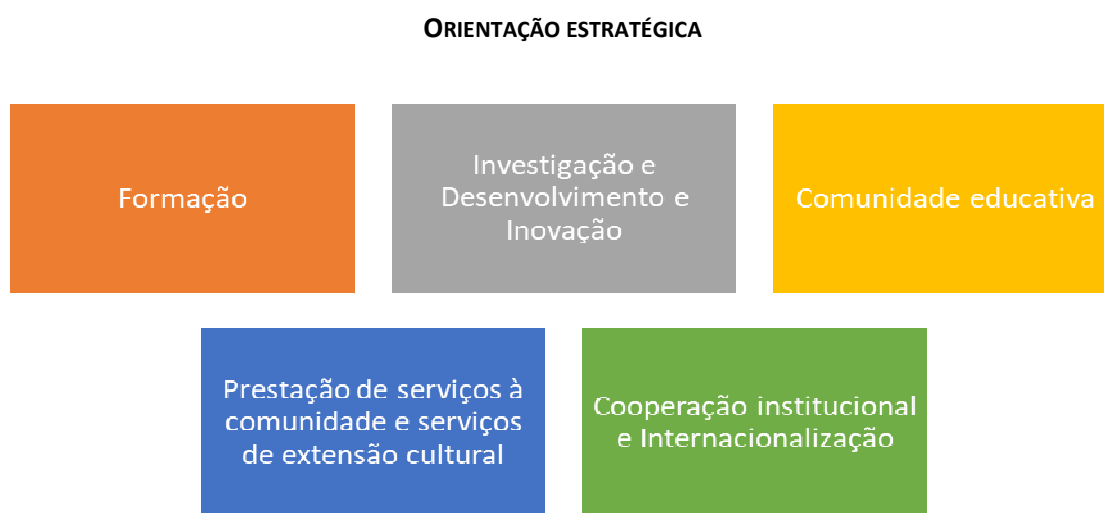 ORIENTAÇÃO ESTRATÉGICA
Formação
Investigação e
Desenvolvimento e
Inovação
Comunidade educativa
Prestação de serviços à
comunidade e serviços
de extensão cultural
Cooperação institucional
e Internacionalização